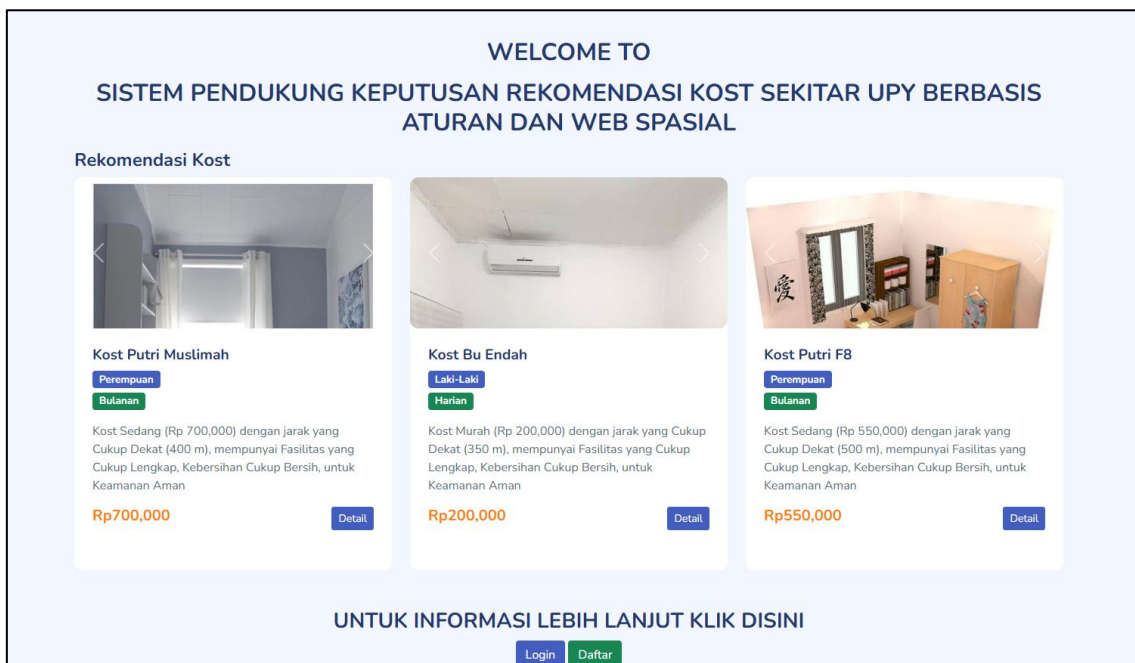 WELCOME TO
SISTEM PENDUKUNG KEPUTUSAN REKOMENDASI KOST SEKITAR UPY BERBASIS
ATURAN DAN WEB SPASIAL
Rekomendasi Kost
愛
Kost Putri Muslimah
Perempuan
Bulanan
Kost Sedang (Rp 700,000) dengan jarak yang
Cukup Dekat (400 m), mempunyai Fasilitas yang
Cukup Lengkap, Kebersihan Cukup Bersih, untuk
Keamanan Aman
Rp700,000
Detail
Kost Bu Endah
Laki-Laki
Harian
Kost Murah (Rp 200,000) dengan jarak yang Cukup
Dekat (350 m), mempunyai Fasilitas yang Cukup
Lengkap, Kebersihan Cukup Bersih, untuk
Keamanan Aman
Rp200,000
Detail
Kost Putri F8
Perempuan
Bulanan
Kost Sedang (Rp 550,000) dengan jarak yang
Cukup Dekat (500 m), mempunyai Fasilitas yang
Cukup Lengkap, Kebersihan Cukup Bersih, untuk
Keamanan Aman
Rp550,000
Detail
UNTUK INFORMASI LEBIH LANJUT KLIK DISINI
Login Daftar